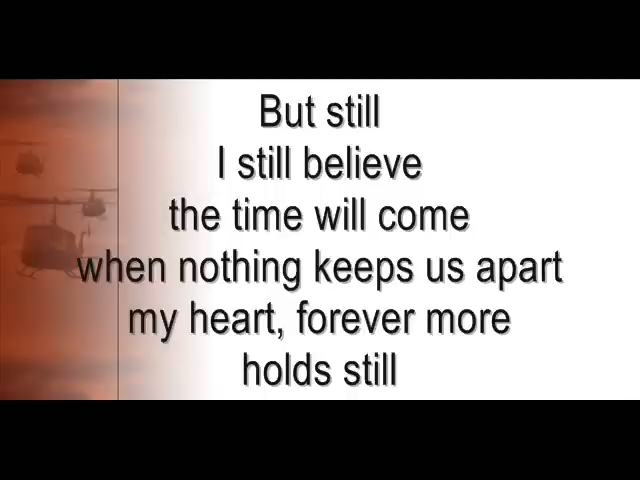 But still
I still believe
the time will come
when nothing keeps us apart
my heart, forever more
holds still